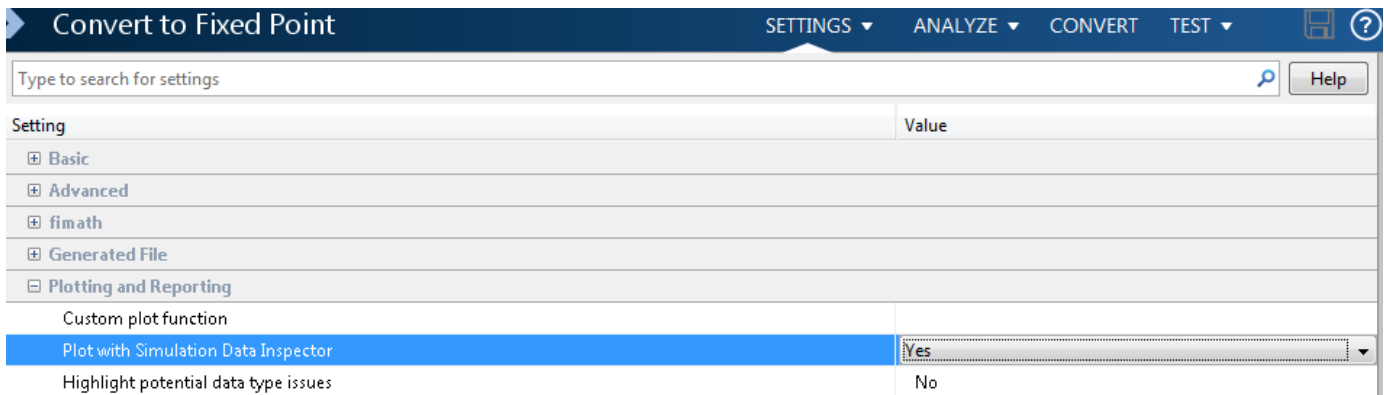 Convert to Fixed Point SETTINGS ANALYZE CONVERT TEST ?
Type to search for settings Help
Setting Value
Basic
Advanced
fimath
Generated File
Plotting and Reporting
Custom plot function
Plot with Simulation Data Inspector Yes
Highlight potential data type issues No